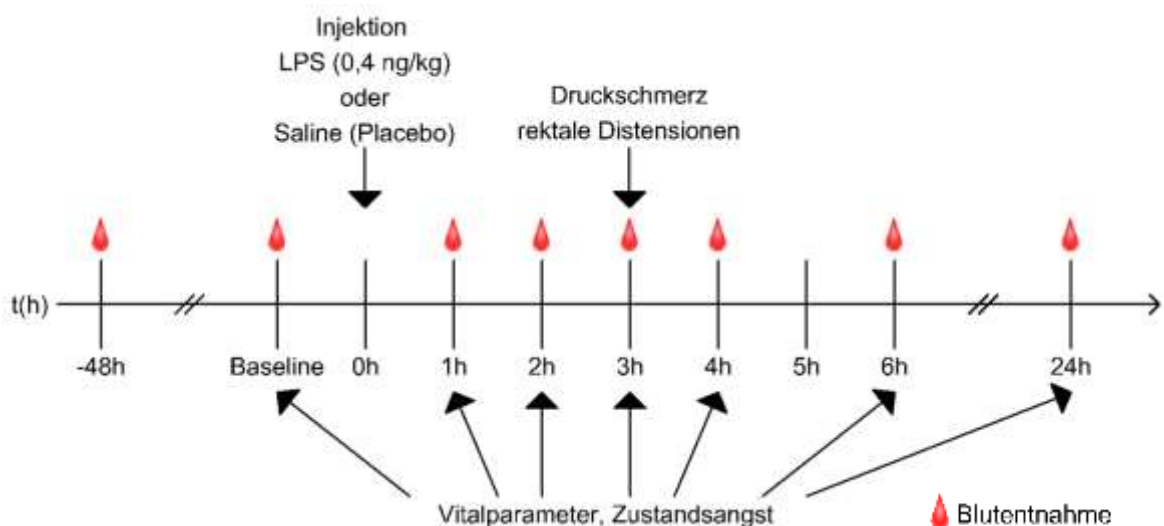 Injektion
LPS (0,4 ng/kg)
oder
Saline (Placebo)
Druckschmerz
rektale Distensionen
t(h)
-48h
Baseline
0h
1h
2h
3h
4h
5h
6h
24h
Vitalparameter, Zustandsangst
Blutentnahme